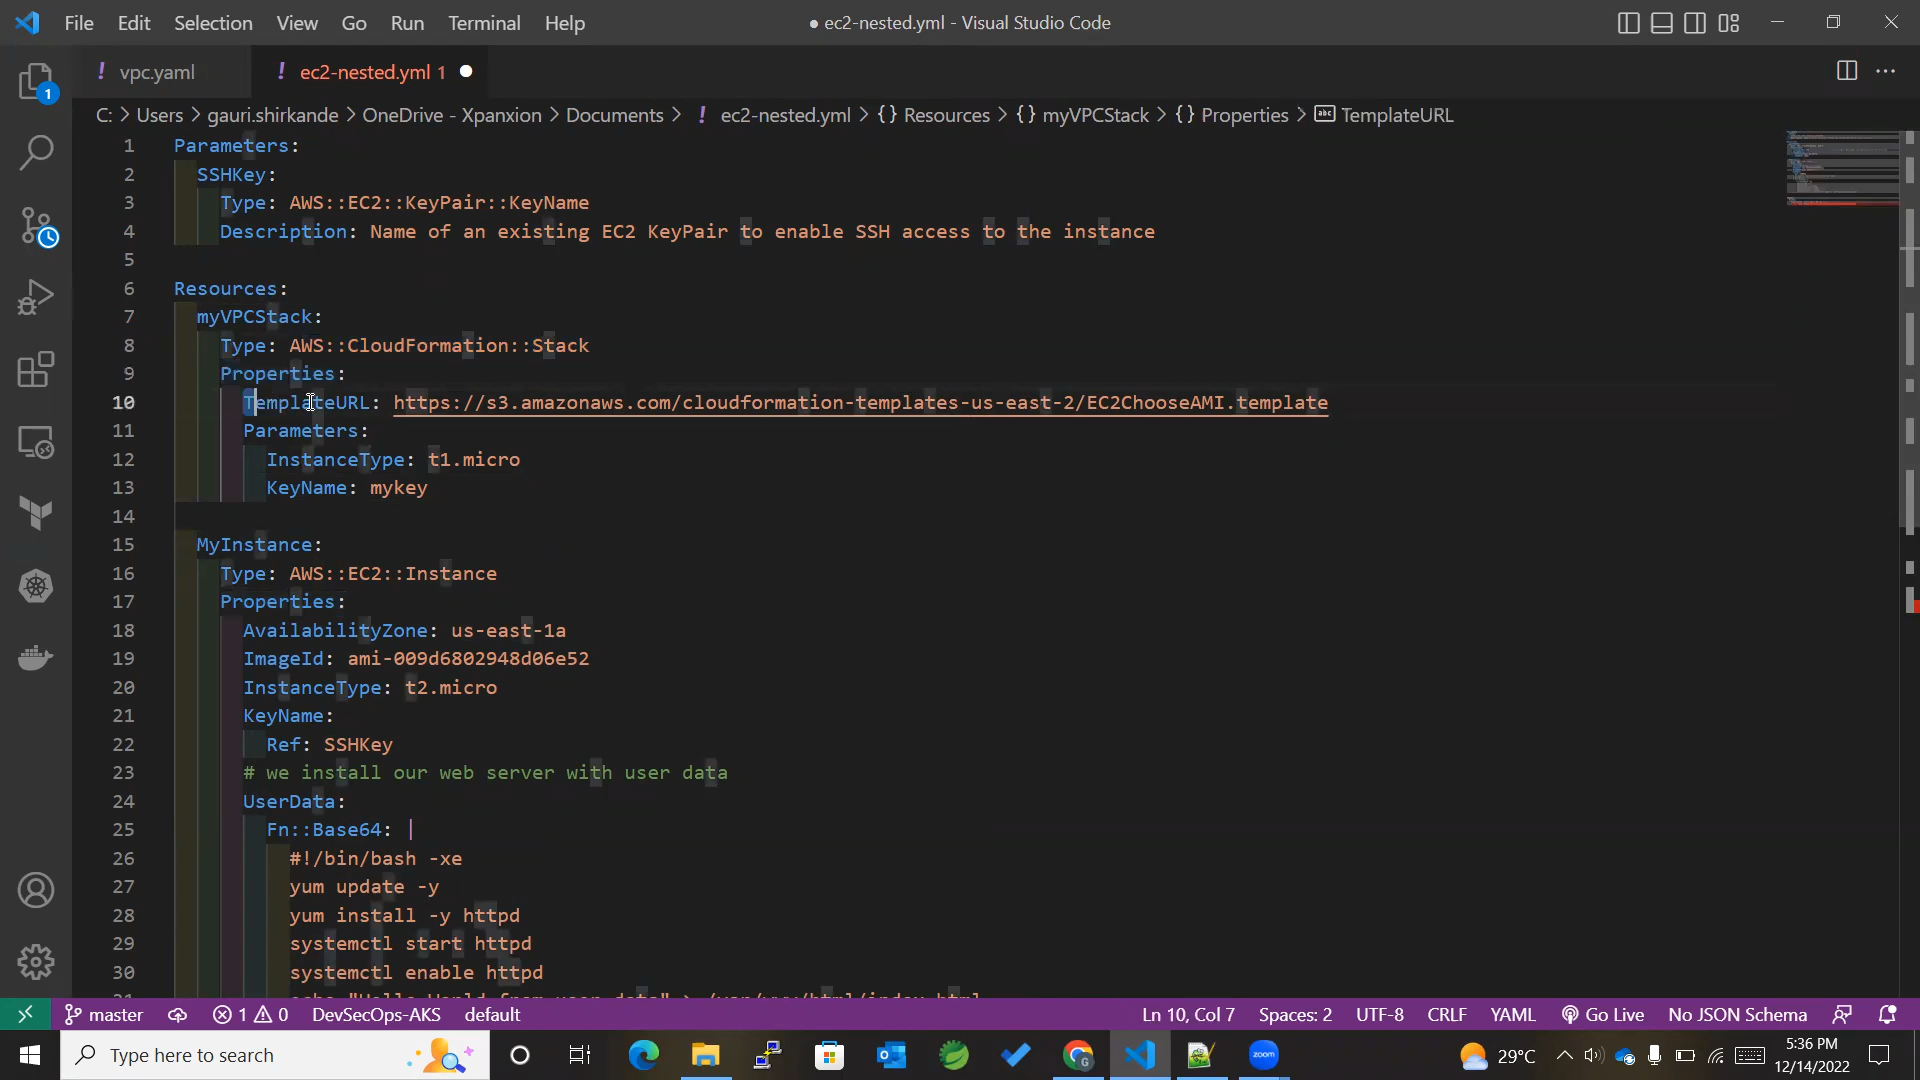 File Edit Selection View Go Run Terminal Help ● ec2-nested.yml - Visual Studio Code
! vpc.yaml ! ec2-nested.yml 1 ●
C: > Users > gauri.shirkande > OneDrive - Xpanxion > Documents > ! ec2-nested.yml > {} Resources > {} myVPCStack > {} Properties > abc TemplateURL
1 Parameters:
2 SSHKey:
3 Type: AWS::EC2::KeyPair::KeyName
4 Description: Name of an existing EC2 KeyPair to enable SSH access to the instance
5
6 Resources:
7 myVPCStack:
8 Type: AWS::CloudFormation::Stack
9 Properties:
10 TemplateURL: https://s3.amazonaws.com/cloudformation-templates-us-east-2/EC2ChooseAMI.template
11 Parameters:
12 InstanceType: t1.micro
13 KeyName: mykey
14
15 MyInstance:
16 Type: AWS::EC2::Instance
17 Properties:
18 AvailabilityZone: us-east-1a
19 ImageId: ami-009d6802948d06e52
20 InstanceType: t2.micro
21 KeyName:
22 Ref: SSHKey
23 # we install our web server with user data
24 UserData:
25 Fn::Base64: |
26 #!/bin/bash -xe
27 yum update -y
28 yum install -y httpd
29 systemctl start httpd
30 systemctl enable httpd
master 1 0 DevSecOps-AKS default Ln 10, Col 7 Spaces: 2 UTF-8 CRLF YAML Go Live No JSON Schema
Type here to search zoom 29°C 5:36 PM
12/14/2022